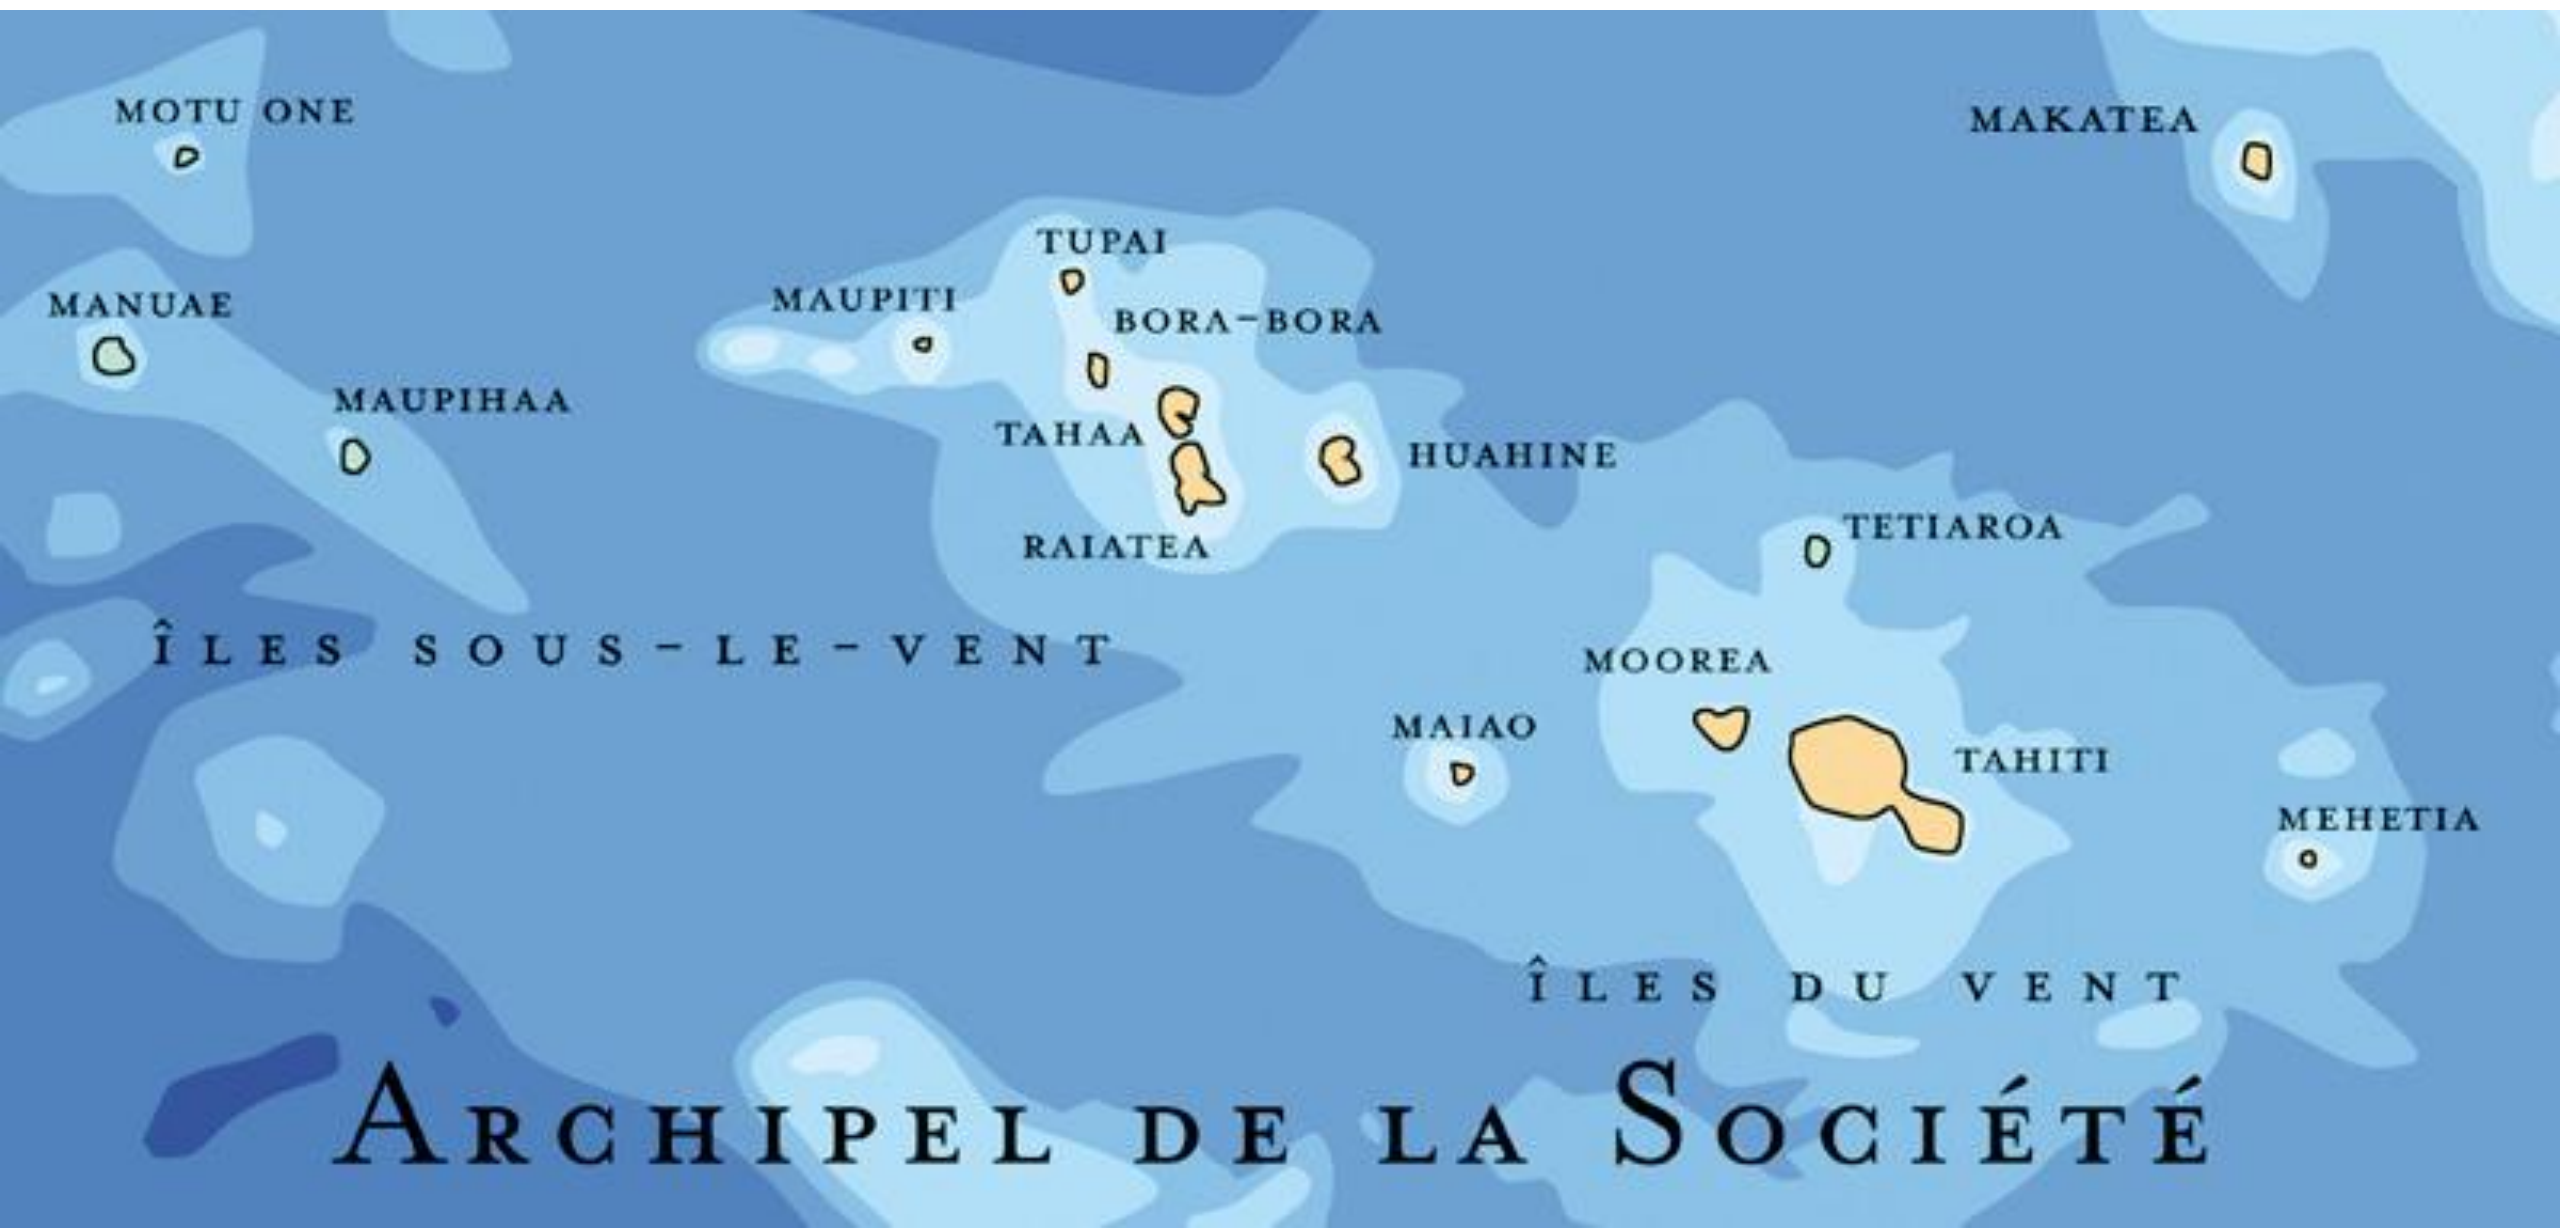 MOTU ONE
MAKATEA
TUPAI
MAUPITI
MANUAE
BORA-BORA
MAUPIHAA
TAHAA
HUAHINE
TETIAROA
RAIATEA
ÎLES SOUS-LE-VENT
MOOREA
MAIAO
TAHITI
MEHETIA
ÎLES DU VENT
ARCHIPEL DE LA SOCIÉTÉ